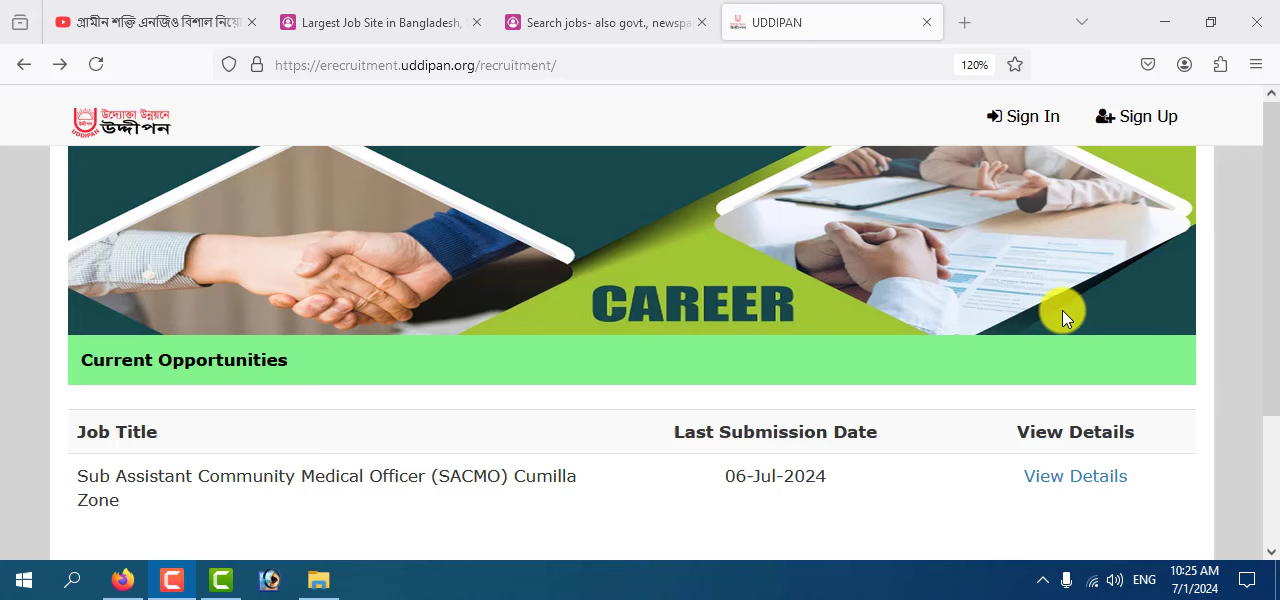 গ্রামীন শক্তি এনজিও বিশাল নিয়ো
Largest Job Site in Bangladesh,
Search jobs- also govt., newspa
UDDIPAN
https://erecruitment.uddipan.org/recruitment/
120%
উদ্যোক্তা উন্নয়নে
উদ্দীপন
UDDIPAN
Sign In
Sign Up
CAREER
Current Opportunities
Job Title
Last Submission Date
View Details
Sub Assistant Community Medical Officer (SACMO) Cumilla
Zone
06-Jul-2024
View Details
ENG
10:25 AM
7/1/2024